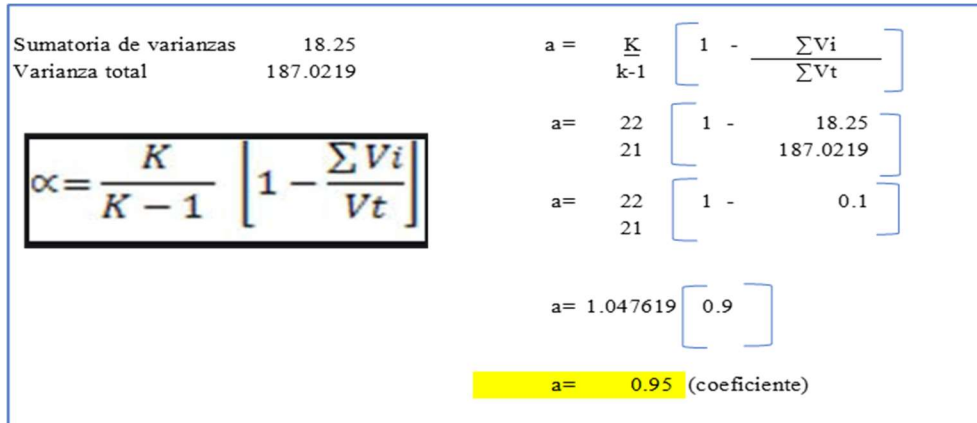 Sumatoria de varianzas 18.25
Varianza total 187.0219
∝= K / K − 1 [1 − ∑ Vi / Vt]
a = K / k-1 [ 1 - ∑Vi / ∑Vt ]
a= 22 / 21 [ 1 - 18.25 / 187.0219 ]
a= 22 / 21 [ 1 - 0.1 ]
a= 1.047619 [ 0.9 ]
a= 0.95 (coeficiente)